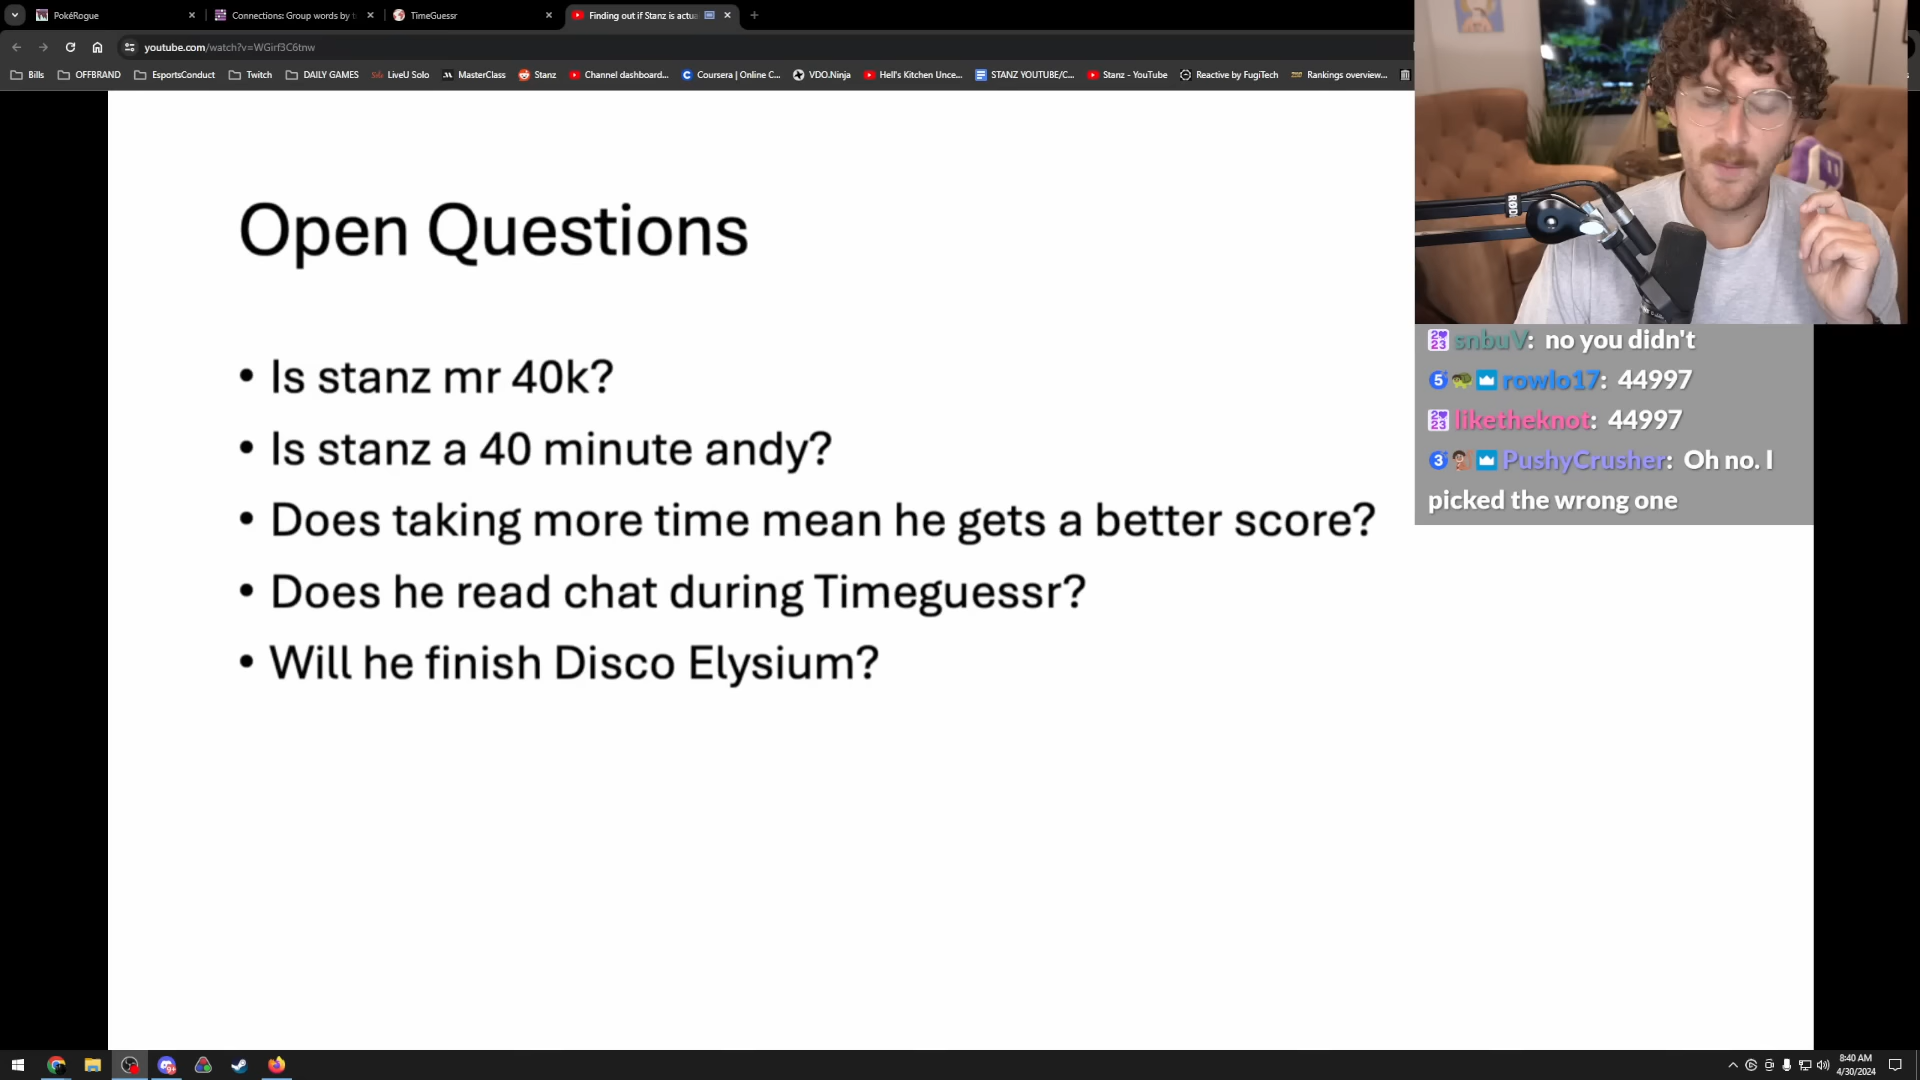 PokéRogue
Connections: Group words by t
TimeGuessr
Finding out if Stanz is actu
youtube.com/watch?v=WGirf3C6tnw
Bills
OFFBRAND
EsportsConduct
Twitch
DAILY GAMES
LiveU Solo
MasterClass
Stanz
Channel dashboard...
Coursera | Online C...
VDO.Ninja
Hell's Kitchen Unce...
STANZ YOUTUBE/C...
Stanz - YouTube
Reactive by FugiTech
Rankings overview...
RØD
Open Questions
• Is stanz mr 40k?
• Is stanz a 40 minute andy?
• Does taking more time mean he gets a better score?
• Does he read chat during Timeguessr?
• Will he finish Disco Elysium?
snbuV: no you didn't
rowlo17: 44997
liketheknot: 44997
PushyCrusher: Oh no. I
picked the wrong one
8:40 AM
4/30/2024